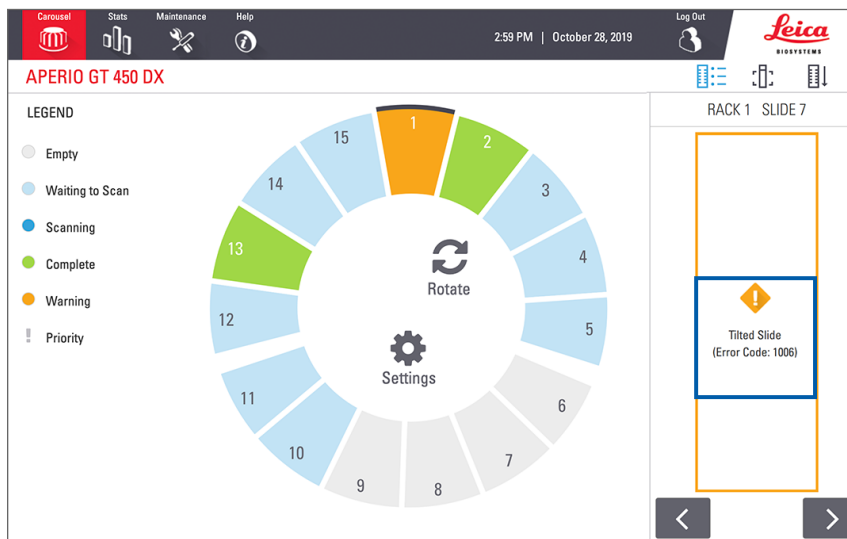 Carousel
Stats
Maintenance
Help
2:59 PM | October 28, 2019
Log Out
Leica
BIOSYSTEMS
APERIO GT 450 DX
RACK 1 SLIDE 7
LEGEND
Empty
Waiting to Scan
Scanning
Complete
Warning
! Priority
1
2
3
4
5
6
7
8
9
10
11
12
13
14
15
Rotate
Settings
!
Tilted Slide
(Error Code: 1006)